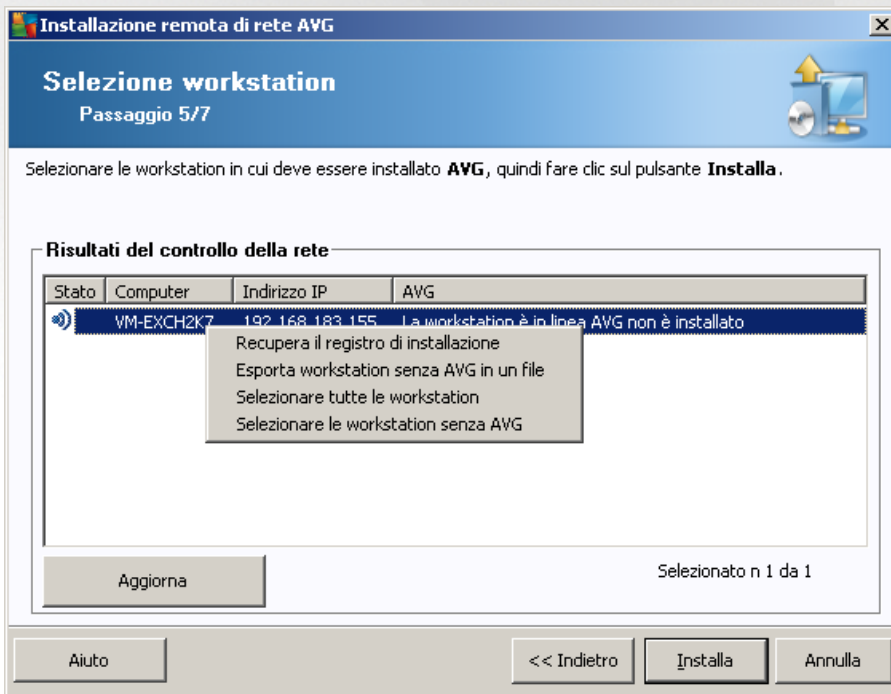 Installazione remota di rete AVG
Selezione workstation
Passaggio 5/7
Selezionare le workstation in cui deve essere installato AVG, quindi fare clic sul pulsante Installa.
Risultati del controllo della rete
Stato Computer Indirizzo IP AVG
VM-EXCH2K7 192.168.183.155 La workstation è in linea AVG non è installato
Recupera il registro di installazione
Esporta workstation senza AVG in un file
Selezionare tutte le workstation
Selezionare le workstation senza AVG
Aggiorna
Selezionato n 1 da 1
Aiuto << Indietro Installa Annulla